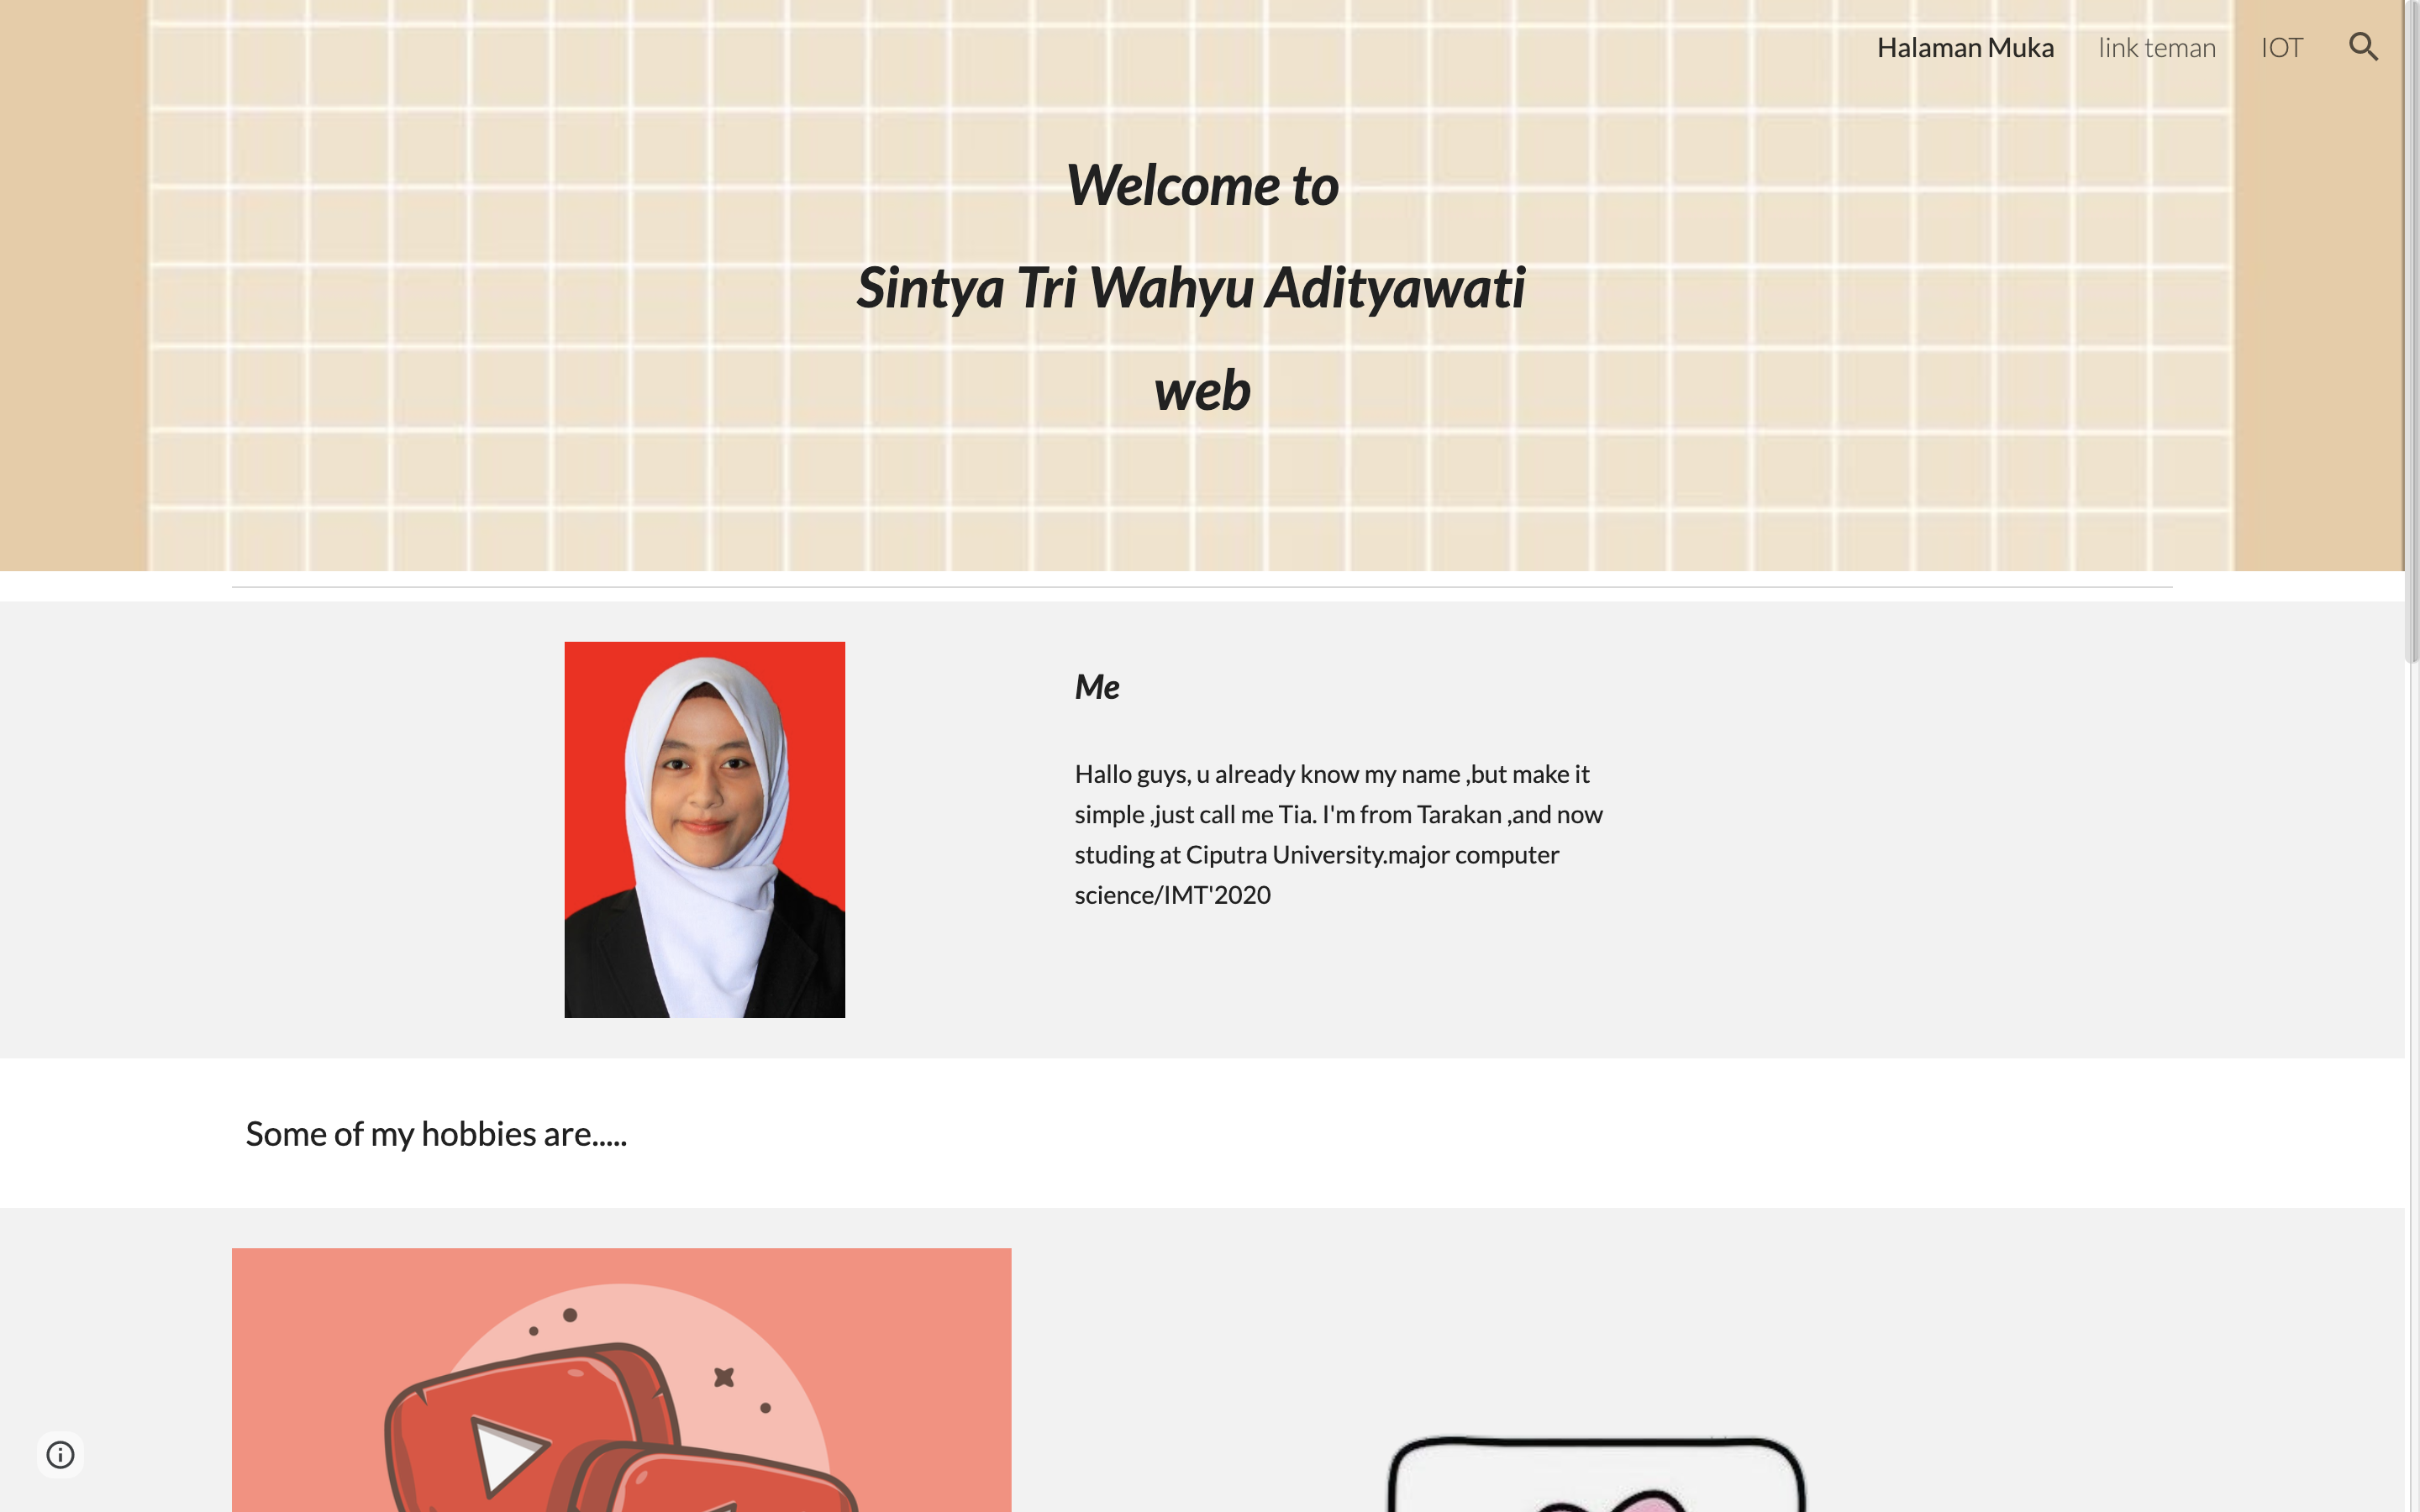 Halaman Muka link teman IOT
Welcome to
Sintya Tri Wahyu Adityawati
web
Me
Hallo guys, u already know my name ,but make it
simple ,just call me Tia. I'm from Tarakan ,and now
studing at Ciputra University.major computer
science/IMT'2020
Some of my hobbies are.....